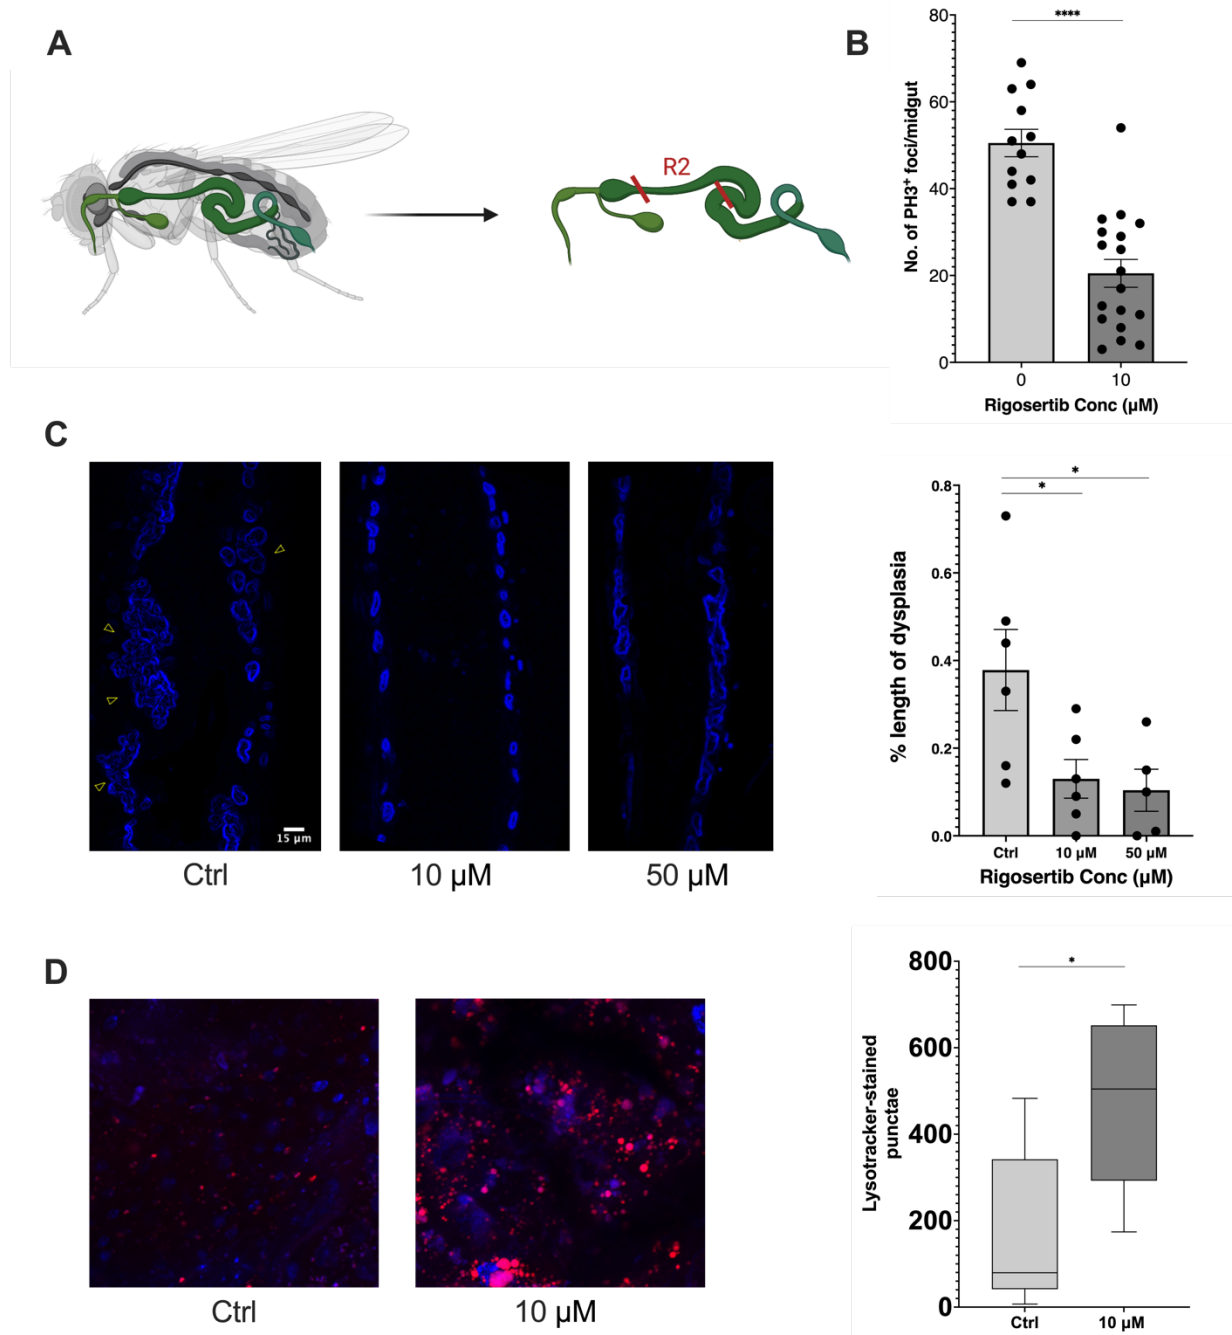 A
R2
B
****
80
60
40
20
0
No. of PH3⁺ foci/midgut
0 10
Rigosertib Conc (µM)
C
15 µm
Ctrl 10 µM 50 µM
*
*
0.8
0.6
0.4
0.2
0.0
% length of dysplasia
Ctrl 10 µM 50 µM
Rigosertib Conc (µM)
D
Ctrl 10 µM
*
800
600
400
200
0
Lysotracker-stained
punctae
Ctrl 10 µM